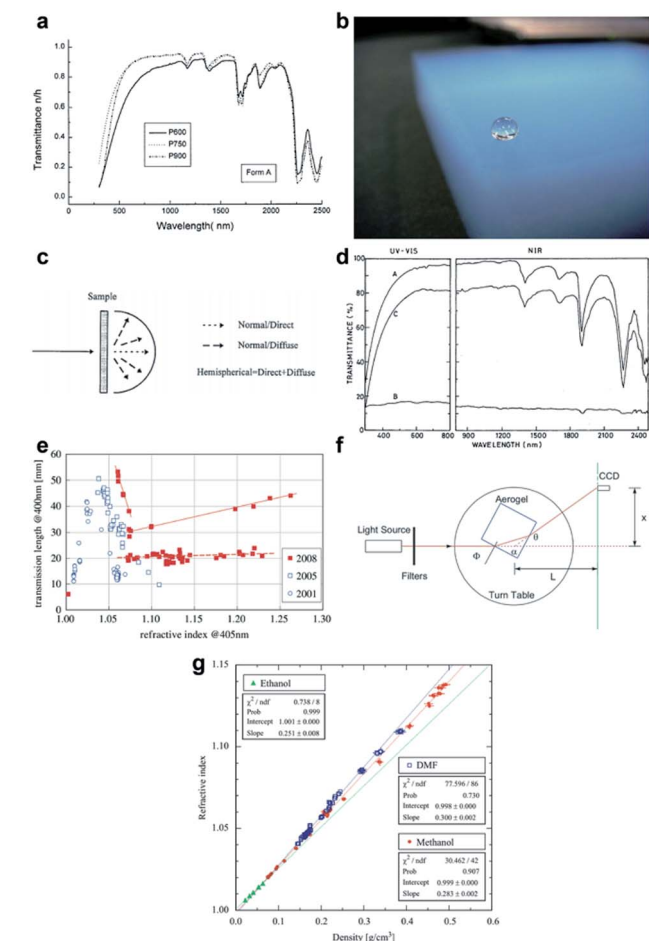 a
Transmittance n/h
1.0
0.8
0.6
0.4
0.2
0.0
P600
P750
P900
Form A
0
500
1000
1500
2000
2500
Wavelength( nm)
b
c
Sample
Normal/Direct
Normal/Diffuse
Hemispherical=Direct+Diffuse
d
UV-VIS
NIR
TRANSMITTANCE (%)
100
80
60
40
20
0
A
C
B
400
600
800
1200
1600
2000
2400
WAVELENGTH (NM)
e
transmission length @400nm [mm]
60
50
40
30
20
10
0
2008
2005
2001
1.00
1.05
1.10
1.15
1.20
1.25
1.30
refractive index @405nm
f
CCD
Aerogel
Light Source
θ
Φ
α
x
L
Filters
Turn Table
g
Refractive index
1.15
1.10
1.05
1.00
Ethanol
χ2 / ndf 0.738 / 8
Prob 0.999
Intercept 1.001 ± 0.000
Slope 0.251 ± 0.008
DMF
χ2 / ndf 77.596 / 86
Prob 0.730
Intercept 0.998 ± 0.000
Slope 0.300 ± 0.002
Methanol
χ2 / ndf 30.462 / 42
Prob 0.907
Intercept 0.999 ± 0.000
Slope 0.283 ± 0.002
0
0.1
0.2
0.3
0.4
0.5
0.6
Density [g/cm3]